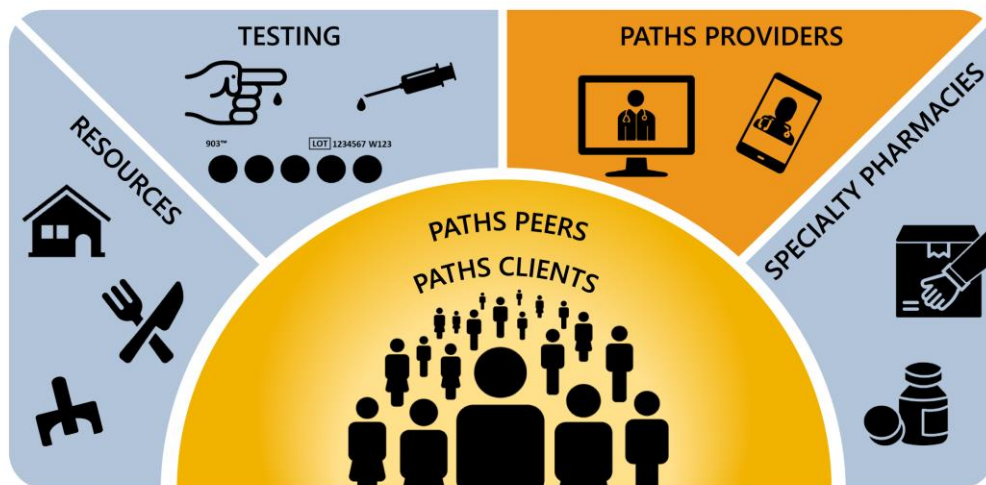 TESTING
PATHS PROVIDERS
RESOURCES
903™ LOT 1234567 W123
SPECIALTY PHARMACIES
PATHS PEERS
PATHS CLIENTS